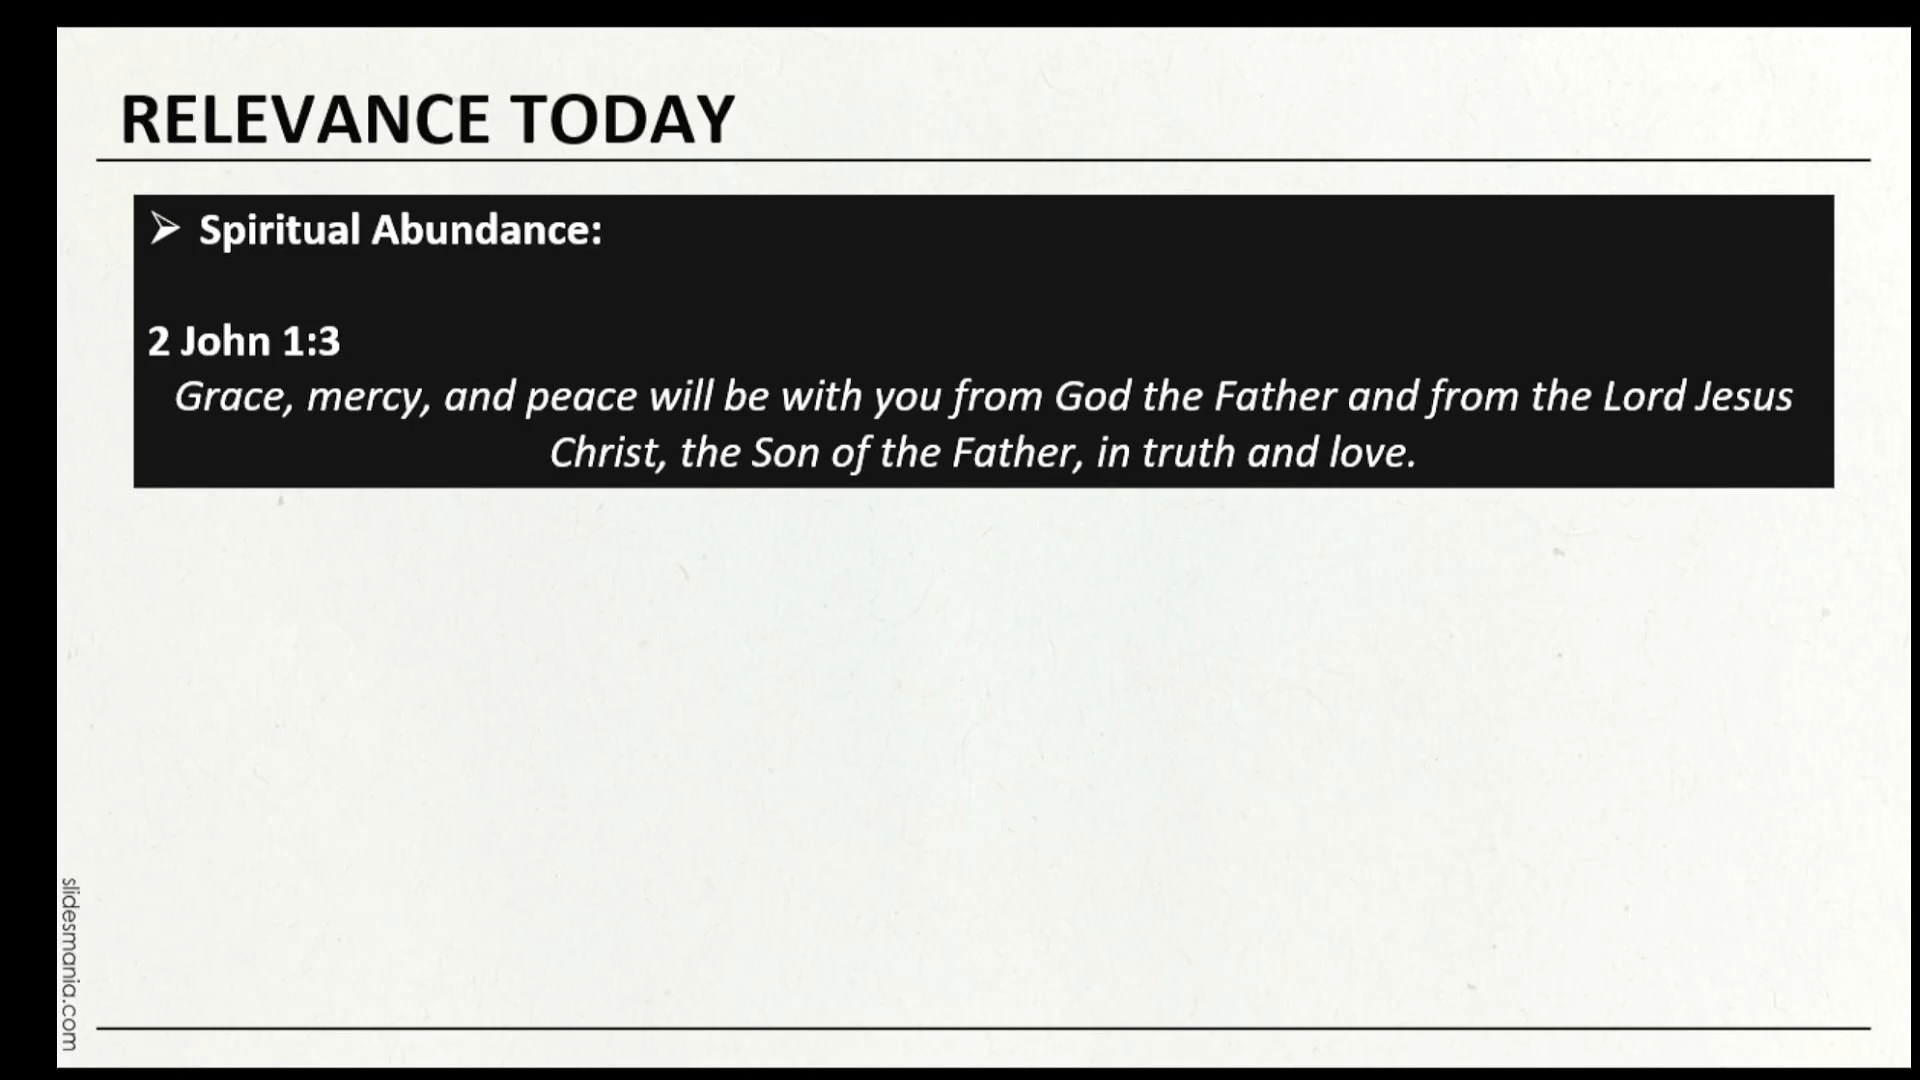 RELEVANCE TODAY
➢ Spiritual Abundance:
2 John 1:3
Grace, mercy, and peace will be with you from God the Father and from the Lord Jesus
Christ, the Son of the Father, in truth and love.
slidesmania.com